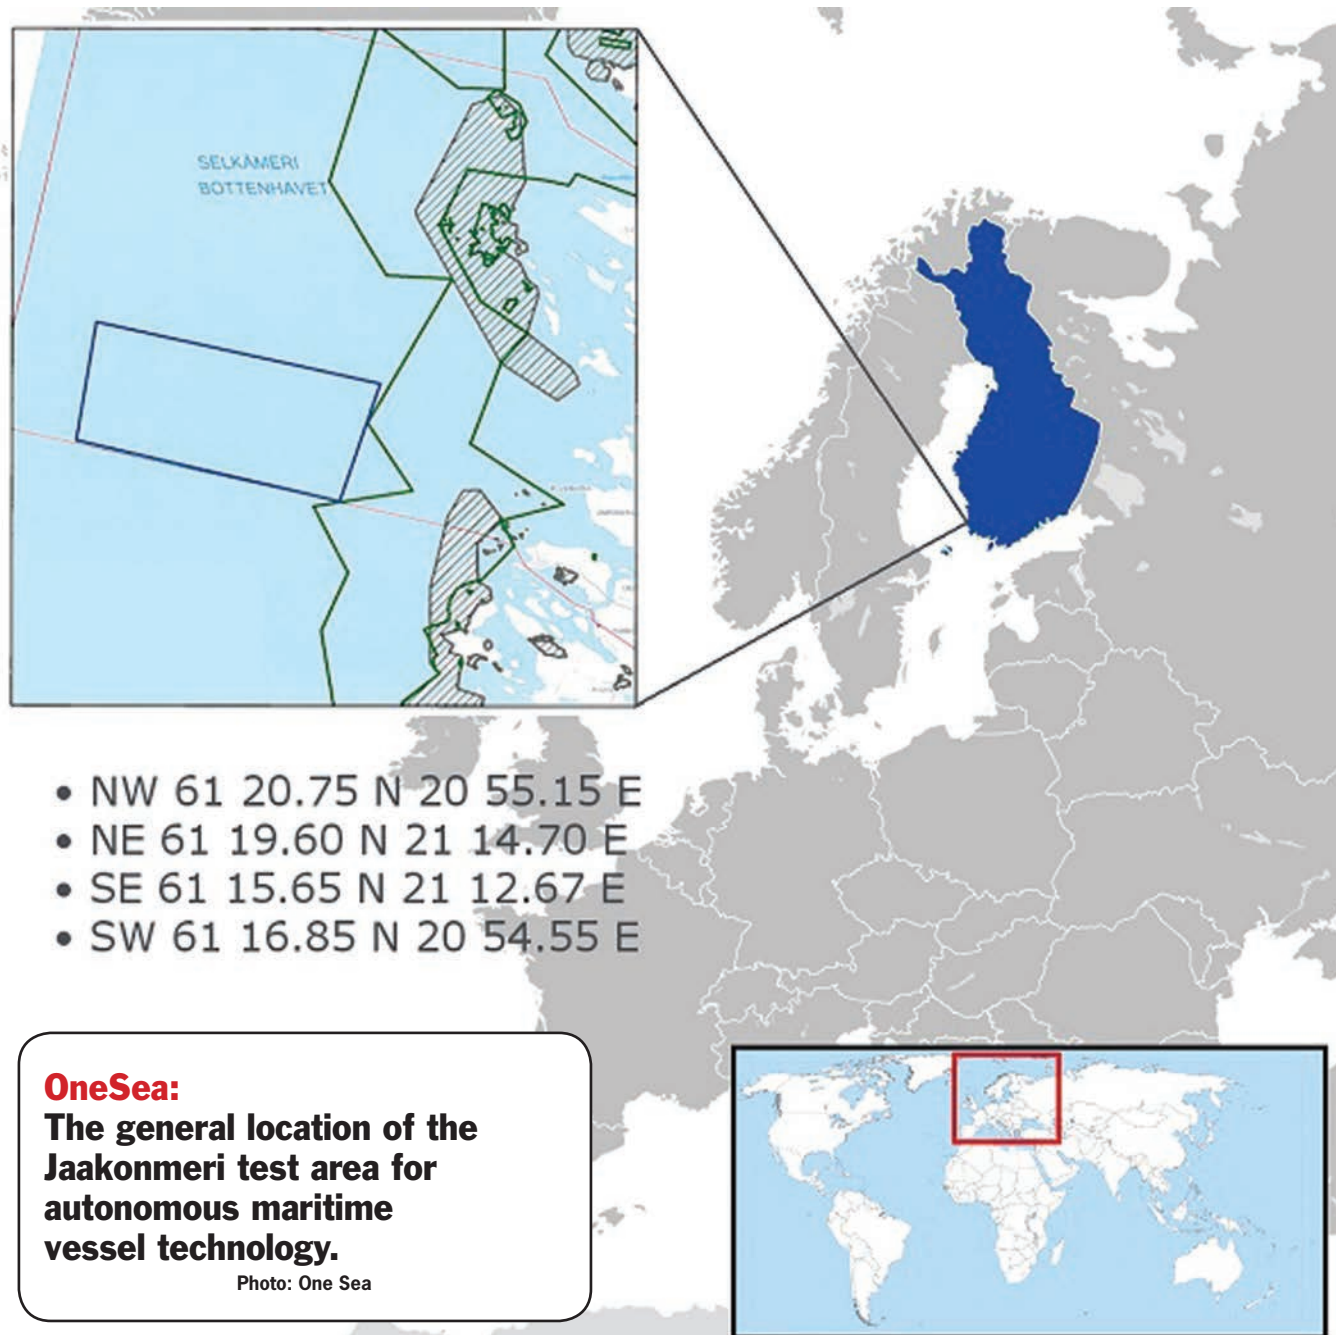 SELKÄMERI
BOTTENHAVET
• NW 61 20.75 N 20 55.15 E
• NE 61 19.60 N 21 14.70 E
• SE 61 15.65 N 21 12.67 E
• SW 61 16.85 N 20 54.55 E
OneSea:
The general location of the
Jaakonmeri test area for
autonomous maritime
vessel technology.
Photo: One Sea